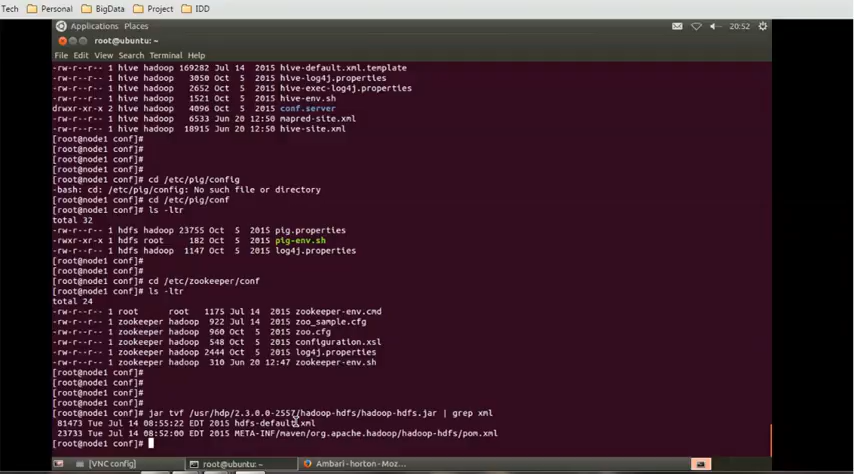 Tech Personal BigData Project IDD
Applications Places 20:52
root@ubuntu: ~
File Edit View Search Terminal Help
-rw-r--r-- 1 hive hadoop 169282 Jul 14 2015 hive-default.xml.template
-rw-r--r-- 1 hive hadoop 3050 Oct 5 2015 hive-log4j.properties
-rw-r--r-- 1 hive hadoop 2652 Oct 5 2015 hive-exec-log4j.properties
-rw-r--r-- 1 hive hadoop 1521 Oct 5 2015 hive-env.sh
drwxr-xr-x 2 hive hadoop 4096 Oct 5 2015 conf.server
-rw-r--r-- 1 hive hadoop 6533 Jun 20 12:50 mapred-site.xml
-rw-r--r-- 1 hive hadoop 18915 Jun 20 12:50 hive-site.xml
[root@node1 conf]#
[root@node1 conf]#
[root@node1 conf]#
[root@node1 conf]#
[root@node1 conf]# cd /etc/pig/config
-bash: cd: /etc/pig/config: No such file or directory
[root@node1 conf]# cd /etc/pig/conf
[root@node1 conf]# ls -ltr
total 32
-rw-r--r-- 1 hdfs hadoop 23755 Oct 5 2015 pig.properties
-rwxr-xr-x 1 hdfs root 182 Oct 5 2015 pig-env.sh
-rw-r--r-- 1 hdfs hadoop 1147 Oct 5 2015 log4j.properties
[root@node1 conf]#
[root@node1 conf]#
[root@node1 conf]# cd /etc/zookeeper/conf
[root@node1 conf]# ls -ltr
total 24
-rw-r--r-- 1 root root 1175 Jul 14 2015 zookeeper-env.cmd
-rw-r--r-- 1 zookeeper hadoop 922 Jul 14 2015 zoo_sample.cfg
-rw-r--r-- 1 zookeeper hadoop 960 Oct 5 2015 zoo.cfg
-rw-r--r-- 1 zookeeper hadoop 548 Oct 5 2015 configuration.xsl
-rw-r--r-- 1 zookeeper hadoop 2444 Oct 5 2015 log4j.properties
-rw-r--r-- 1 zookeeper hadoop 310 Jun 20 12:47 zookeeper-env.sh
[root@node1 conf]#
[root@node1 conf]#
[root@node1 conf]#
[root@node1 conf]#
[root@node1 conf]# jar tvf /usr/hdp/2.3.0.0-2557/hadoop-hdfs/hadoop-hdfs.jar | grep xml
81473 Tue Jul 14 08:55:22 EDT 2015 hdfs-default.xml
23733 Tue Jul 14 08:52:00 EDT 2015 META-INF/maven/org.apache.hadoop/hadoop-hdfs/pom.xml
[root@node1 conf]#
[VNC config] root@ubuntu: ~ Ambari - horton - Moz...